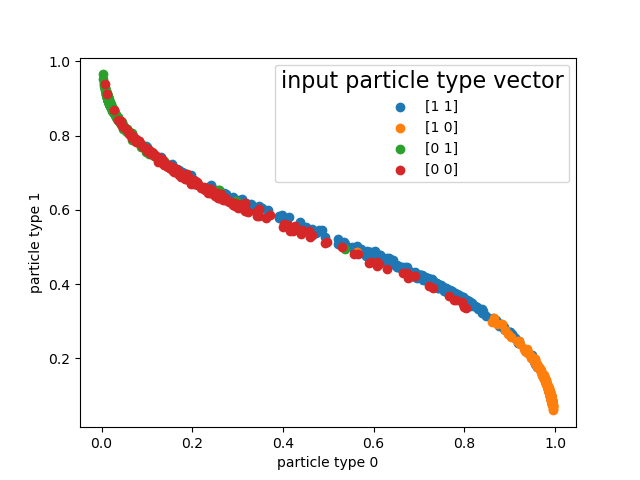 input particle type vector
[1 1]
[1 0]
[0 1]
[0 0]
1.0
0.8
0.6
0.4
0.2
particle type 1
0.0 0.2 0.4 0.6 0.8 1.0
particle type 0